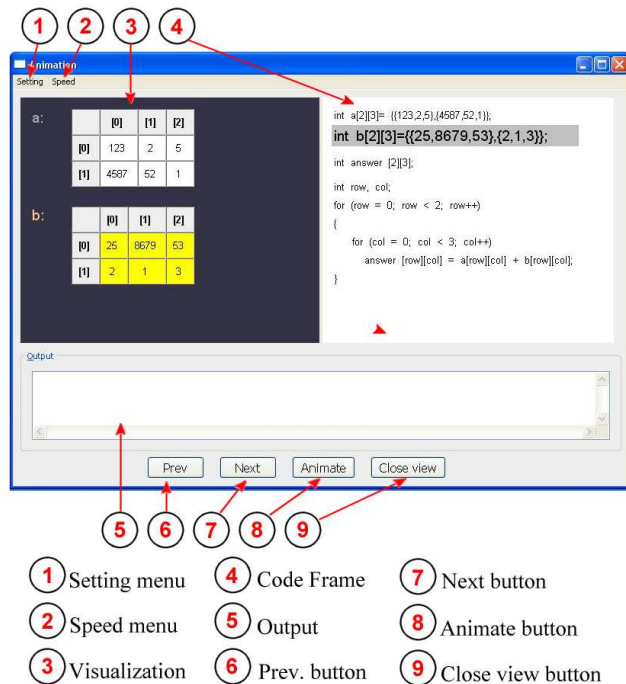 1 2 3 4
Animation
Setting Speed
a:
[0] [1] [2]
[0] 123 2 5
[1] 4587 52 1
b:
[0] [1] [2]
[0] 25 8679 53
[1] 2 1 3
int a[2][3]= {{123,2,5},{4587,52,1}};
int b[2][3]={{25,8679,53},{2,1,3}};
int answer [2][3];
int row, col;
for (row = 0; row < 2; row++)
{
for (col = 0; col < 3; col++)
answer [row][col] = a[row][col] + b[row][col];
}
Output
Prev Next Animate Close view
5 6 7 8 9
1 Setting menu 4 Code Frame 7 Next button
2 Speed menu 5 Output 8 Animate button
3 Visualization 6 Prev. button 9 Close view button